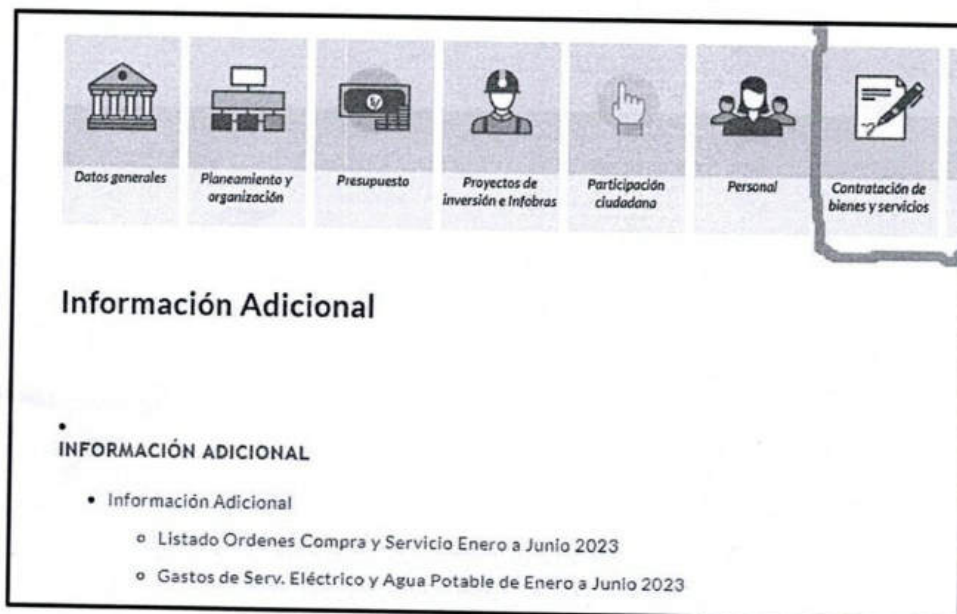 Datos generales
Planeamiento y
organización
Presupuesto
Proyectos de
inversión e Infobras
Participación
ciudadana
Personal
Contratación de
bienes y servicios
Información Adicional
INFORMACIÓN ADICIONAL
• Información Adicional
o Listado Ordenes Compra y Servicio Enero a Junio 2023
o Gastos de Serv. Eléctrico y Agua Potable de Enero a Junio 2023